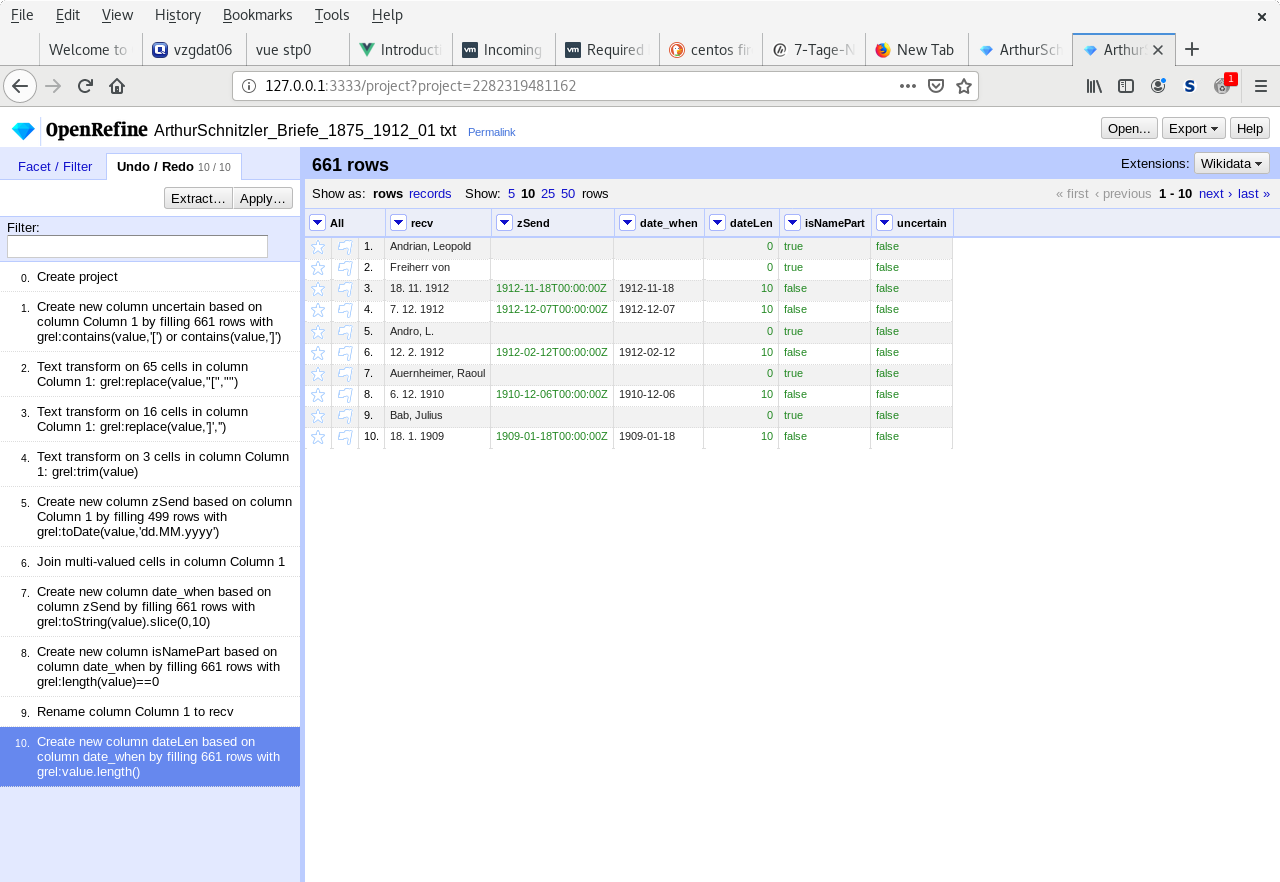 File Edit View History Bookmarks Tools Help
Welcome to vzgdat06 vue stp0 Introducti Incoming Required centos fir 7-Tage-N New Tab ArthurSch Arthur
127.0.0.1:3333/project?project=2282319481162 1
OpenRefine ArthurSchnitzler_Briefe_1875_1912_01 txt Permalink Open... Export Help
Facet / Filter Undo / Redo 10 / 10
Extract... Apply...
Filter:
0. Create project
1. Create new column uncertain based on
column Column 1 by filling 661 rows with
grel:contains(value,'[') or contains(value,']')
2. Text transform on 65 cells in column
Column 1: grel:replace(value,"[","")
3. Text transform on 16 cells in column
Column 1: grel:replace(value,']','')
4. Text transform on 3 cells in column Column
1: grel:trim(value)
5. Create new column zSend based on column
Column 1 by filling 499 rows with
grel:toDate(value,'dd.MM.yyyy')
6. Join multi-valued cells in column Column 1
7. Create new column date_when based on
column zSend by filling 661 rows with
grel:toString(value).slice(0,10)
8. Create new column isNamePart based on
column date_when by filling 661 rows with
grel:length(value)==0
9. Rename column Column 1 to recv
10. Create new column dateLen based on
column date_when by filling 661 rows with
grel:value.length()
661 rows Extensions: Wikidata
Show as: rows records Show: 5 10 25 50 rows « first ‹ previous 1 - 10 next › last »
All recv zSend date_when dateLen isNamePart uncertain
1. Andrian, Leopold 0 true false
2. Freiherr von 0 true false
3. 18. 11. 1912 1912-11-18T00:00:00Z 1912-11-18 10 false false
4. 7. 12. 1912 1912-12-07T00:00:00Z 1912-12-07 10 false false
5. Andro, L. 0 true false
6. 12. 2. 1912 1912-02-12T00:00:00Z 1912-02-12 10 false false
7. Auernheimer, Raoul 0 true false
8. 6. 12. 1910 1910-12-06T00:00:00Z 1910-12-06 10 false false
9. Bab, Julius 0 true false
10. 18. 1. 1909 1909-01-18T00:00:00Z 1909-01-18 10 false false